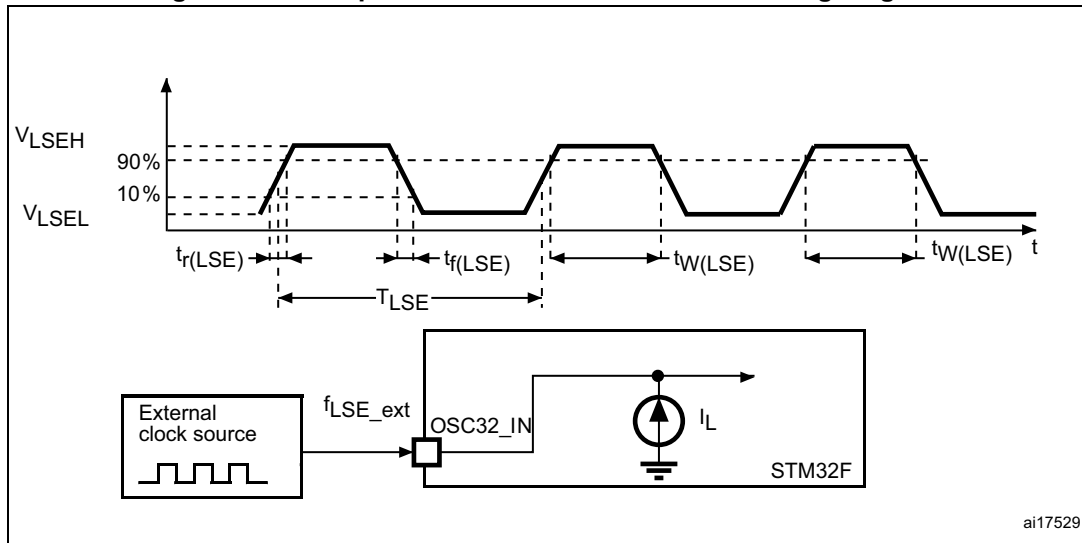 VLSEH
90%
10%
VLSEL
tr(LSE)
tf(LSE)
tW(LSE)
tW(LSE)
t
TLSE
External
clock source
fLSE_ext
OSC32_IN
IL
STM32F
ai17529